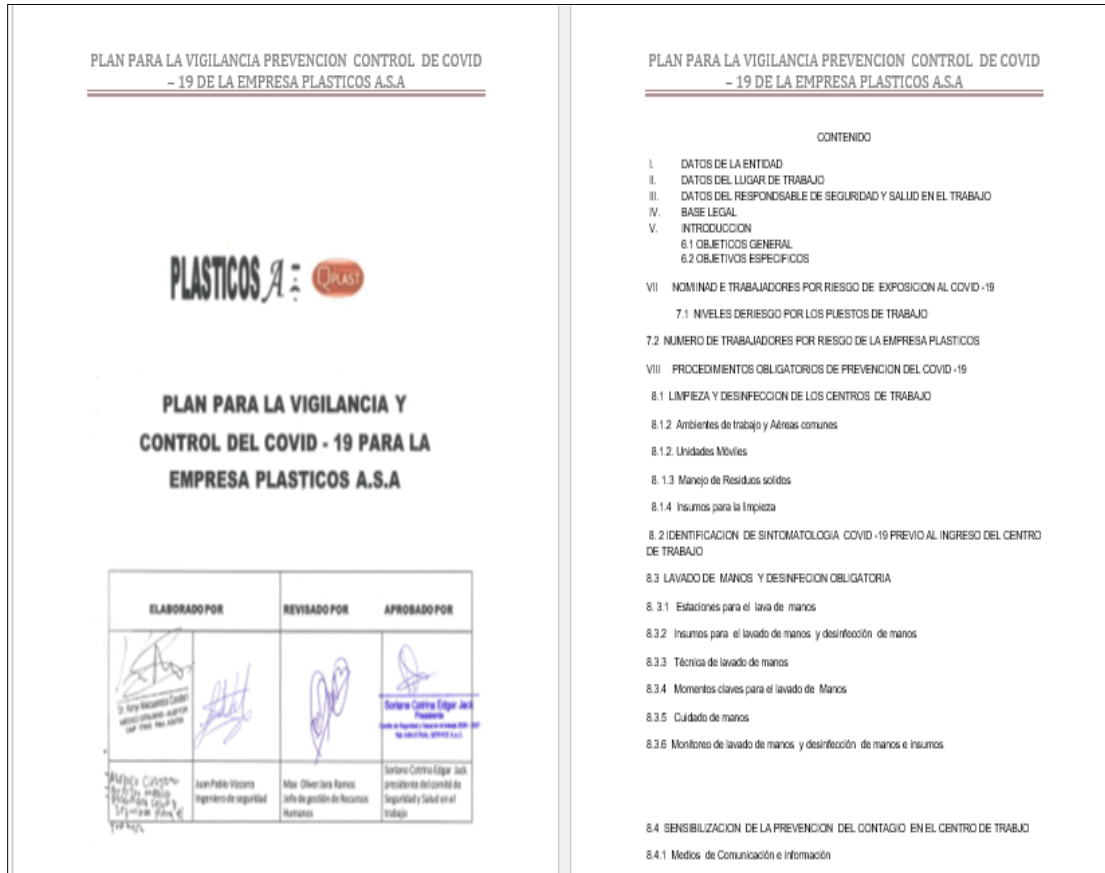 PLAN PARA LA VIGILANCIA PREVENCION CONTROL DE COVID
– 19 DE LA EMPRESA PLASTICOS A.S.A
PLASTICOS A
QPLAST
PLAN PARA LA VIGILANCIA Y
CONTROL DEL COVID - 19 PARA LA
EMPRESA PLASTICOS A.S.A
ELABORADO POR
REVISADO POR
APROBADO POR
Soriano Cotrina Edgar Jack
Presidente
Juan Pablo Viscarra
Ingeniero de seguridad
Max Oliver Jara Ramos
Jefe de gestión de Recursos
Humanos
Soriano Cotrina Edgar Jack
presidente del comité de
Seguridad y Salud en el
trabajo
PLAN PARA LA VIGILANCIA PREVENCION CONTROL DE COVID
– 19 DE LA EMPRESA PLASTICOS A.S.A
CONTENIDO
I. DATOS DE LA ENTIDAD
II. DATOS DEL LUGAR DE TRABAJO
III. DATOS DEL RESPONDSABLE DE SEGURIDAD Y SALUD EN EL TRABAJO
IV. BASE LEGAL
V. INTRODUCCION
6.1 OBJETICOS GENERAL
6.2 OBJETIVOS ESPECIFICOS
VII NOMINAD E TRABAJADORES POR RIESGO DE EXPOSICION AL COVID -19
7.1 NIVELES DERIESGO POR LOS PUESTOS DE TRABAJO
7.2 NUMERO DE TRABAJADORES POR RIESGO DE LA EMPRESA PLASTICOS
VIII PROCEDIMIENTOS OBLIGATORIOS DE PREVENCION DEL COVID -19
8.1 LIMPIEZA Y DESINFECCION DE LOS CENTROS DE TRABAJO
8.1.2 Ambientes de trabajo y Aéreas comunes
8.1.2. Unidades Móviles
8. 1.3 Manejo de Residuos solidos
8.1.4 Insumos para la limpieza
8. 2 IDENTIFICACION DE SINTOMATOLOGIA COVID -19 PREVIO AL INGRESO DEL CENTRO
DE TRABAJO
8.3 LAVADO DE MANOS Y DESINFECION OBLIGATORIA
8. 3.1 Estaciones para el lava de manos
8.3.2 Insumos para el lavado de manos y desinfección de manos
8.3.3 Técnica de lavado de manos
8.3.4 Momentos claves para el lavado de Manos
8.3.5 Cuidado de manos
8.3.6 Monitoreo de lavado de manos y desinfección de manos e insumos
8.4 SENSIBILIZACION DE LA PREVENCION DEL CONTAGIO EN EL CENTRO DE TRABJO
8.4.1 Medios de Comunicación e información